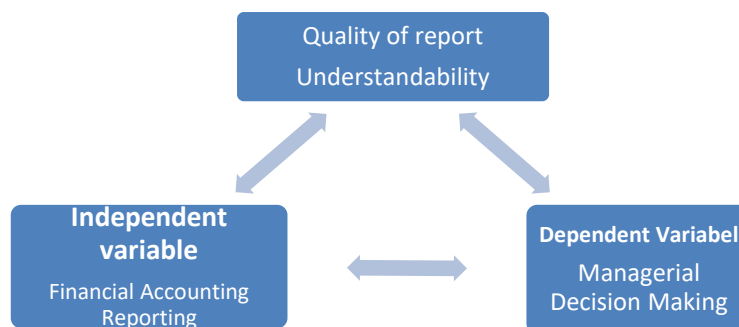 Quality of report
Understandability
Independent
variable
Financial Accounting
Reporting
Dependent Variabel
Managerial
Decision Making